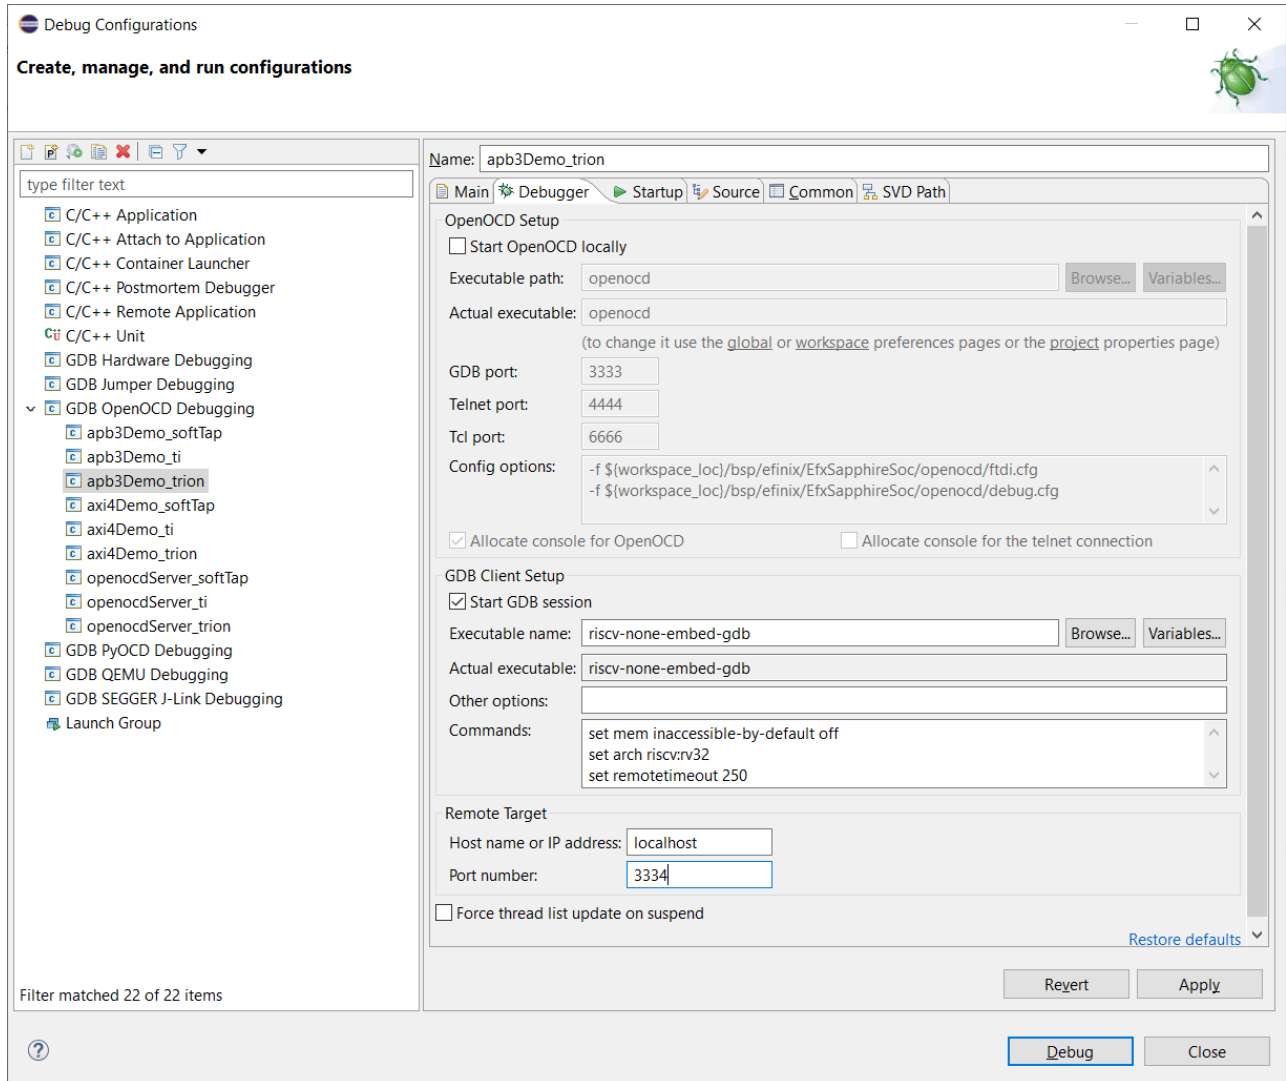 Debug Configurations
Create, manage, and run configurations
type filter text
C/C++ Application
C/C++ Attach to Application
C/C++ Container Launcher
C/C++ Postmortem Debugger
C/C++ Remote Application
C/C++ Unit
GDB Hardware Debugging
GDB Jumper Debugging
GDB OpenOCD Debugging
apb3Demo_softTap
apb3Demo_ti
apb3Demo_trion
axi4Demo_softTap
axi4Demo_ti
axi4Demo_trion
openocdServer_softTap
openocdServer_ti
openocdServer_trion
GDB PyOCD Debugging
GDB QEMU Debugging
GDB SEGGER J-Link Debugging
Launch Group
Filter matched 22 of 22 items
Name: apb3Demo_trion
Main Debugger Startup Source Common SVD Path
OpenOCD Setup
Start OpenOCD locally
Executable path: openocd Browse... Variables...
Actual executable: openocd
(to change it use the global or workspace preferences pages or the project properties page)
GDB port: 3333
Telnet port: 4444
Tcl port: 6666
Config options: -f ${workspace_loc}/bsp/efinix/EfxSapphireSoc/openocd/ftdi.cfg
-f ${workspace_loc}/bsp/efinix/EfxSapphireSoc/openocd/debug.cfg
Allocate console for OpenOCD Allocate console for the telnet connection
GDB Client Setup
Start GDB session
Executable name: riscv-none-embed-gdb Browse... Variables...
Actual executable: riscv-none-embed-gdb
Other options:
Commands: set mem inaccessible-by-default off
set arch riscv:rv32
set remotetimeout 250
Remote Target
Host name or IP address: localhost
Port number: 3334
Force thread list update on suspend
Restore defaults
Revert Apply
Debug Close